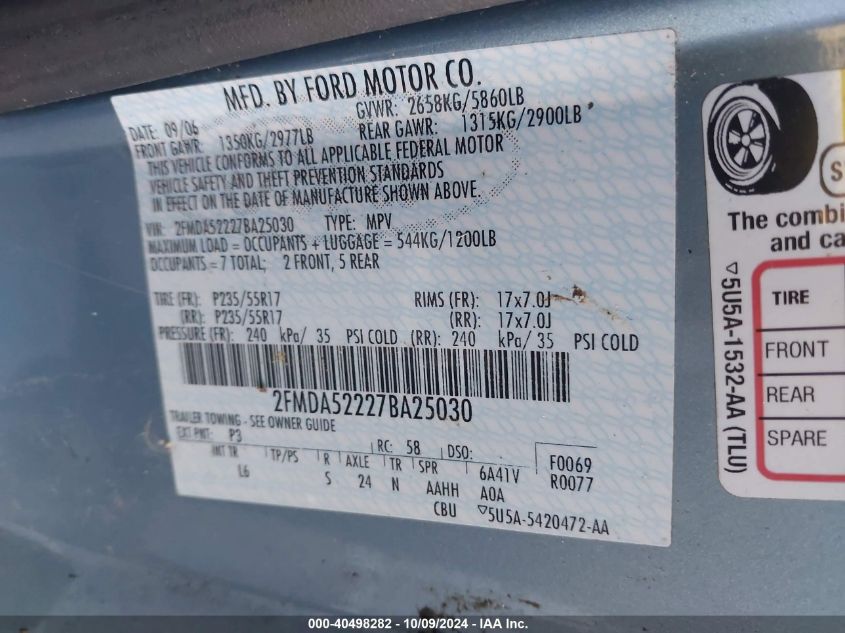 MFD. BY FORD MOTOR CO.
DATE: 09/06 GVWR: 2658KG/5860LB
FRONT GAWR: 1350KG/2977LB REAR GAWR: 1315KG/2900LB
THIS VEHICLE CONFORMS TO ALL APPLICABLE FEDERAL MOTOR
VEHICLE SAFETY AND THEFT PREVENTION STANDARDS
IN EFFECT ON THE DATE OF MANUFACTURE SHOWN ABOVE.
VIN: 2FMDA52227BA25030 TYPE: MPV
MAXIMUM LOAD = OCCUPANTS + LUGGAGE = 544KG/1200LB
OCCUPANTS = 7 TOTAL; 2 FRONT, 5 REAR
TIRE (FR): P235/55R17 RIMS (FR): 17x7.0J
(RR): P235/55R17 (RR): 17x7.0J
PRESSURE (FR): 240 kPa/ 35 PSI COLD (RR): 240 kPa/ 35 PSI COLD
2FMDA52227BA25030
TRAILER TOWING - SEE OWNER GUIDE
EXT PNT: P3 RC: 58 DSO: F0069
INT TR TP/PS R AXLE TR SPR 6A41V R0077
L6 S 24 N AAHH A0A
CBU ▽5U5A-5420472-AA
The combi
and ca
TIRE
FRONT
REAR
SPARE
▽5U5A-1532-AA (TLU)
000-40498282 - 10/09/2024 - IAA Inc.